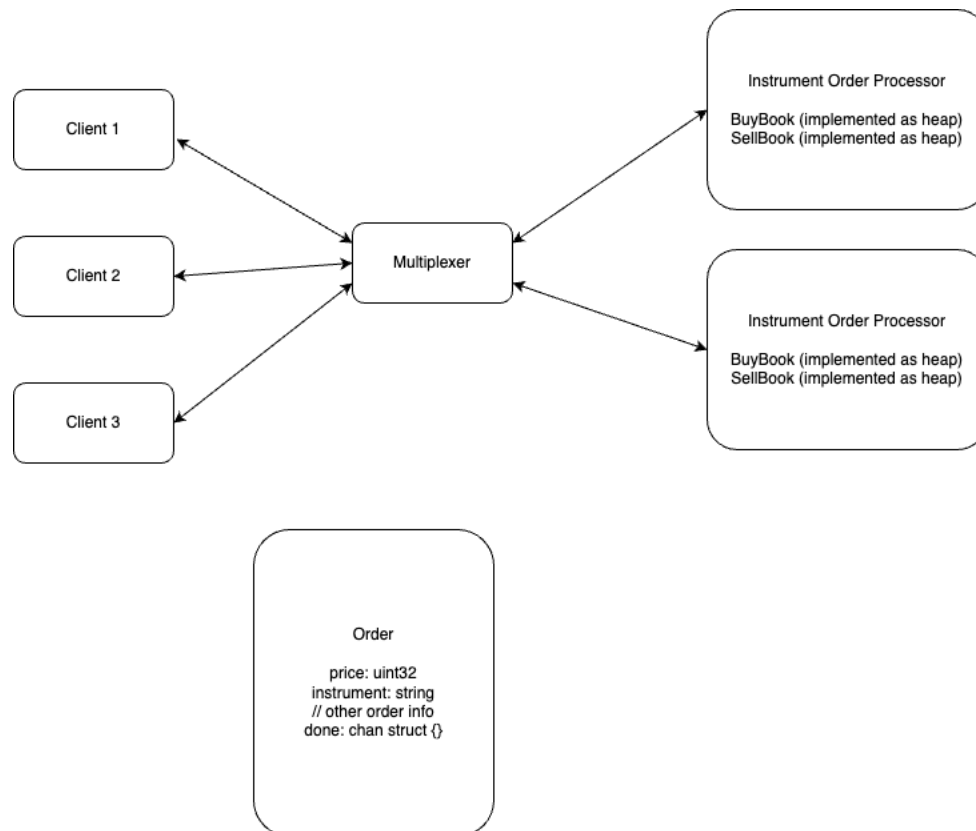 Client 1
Client 2
Client 3
Multiplexer
Instrument Order Processor
BuyBook (implemented as heap)
SellBook (implemented as heap)
Instrument Order Processor
BuyBook (implemented as heap)
SellBook (implemented as heap)
Order
price: uint32
instrument: string
// other order info
done: chan struct {}